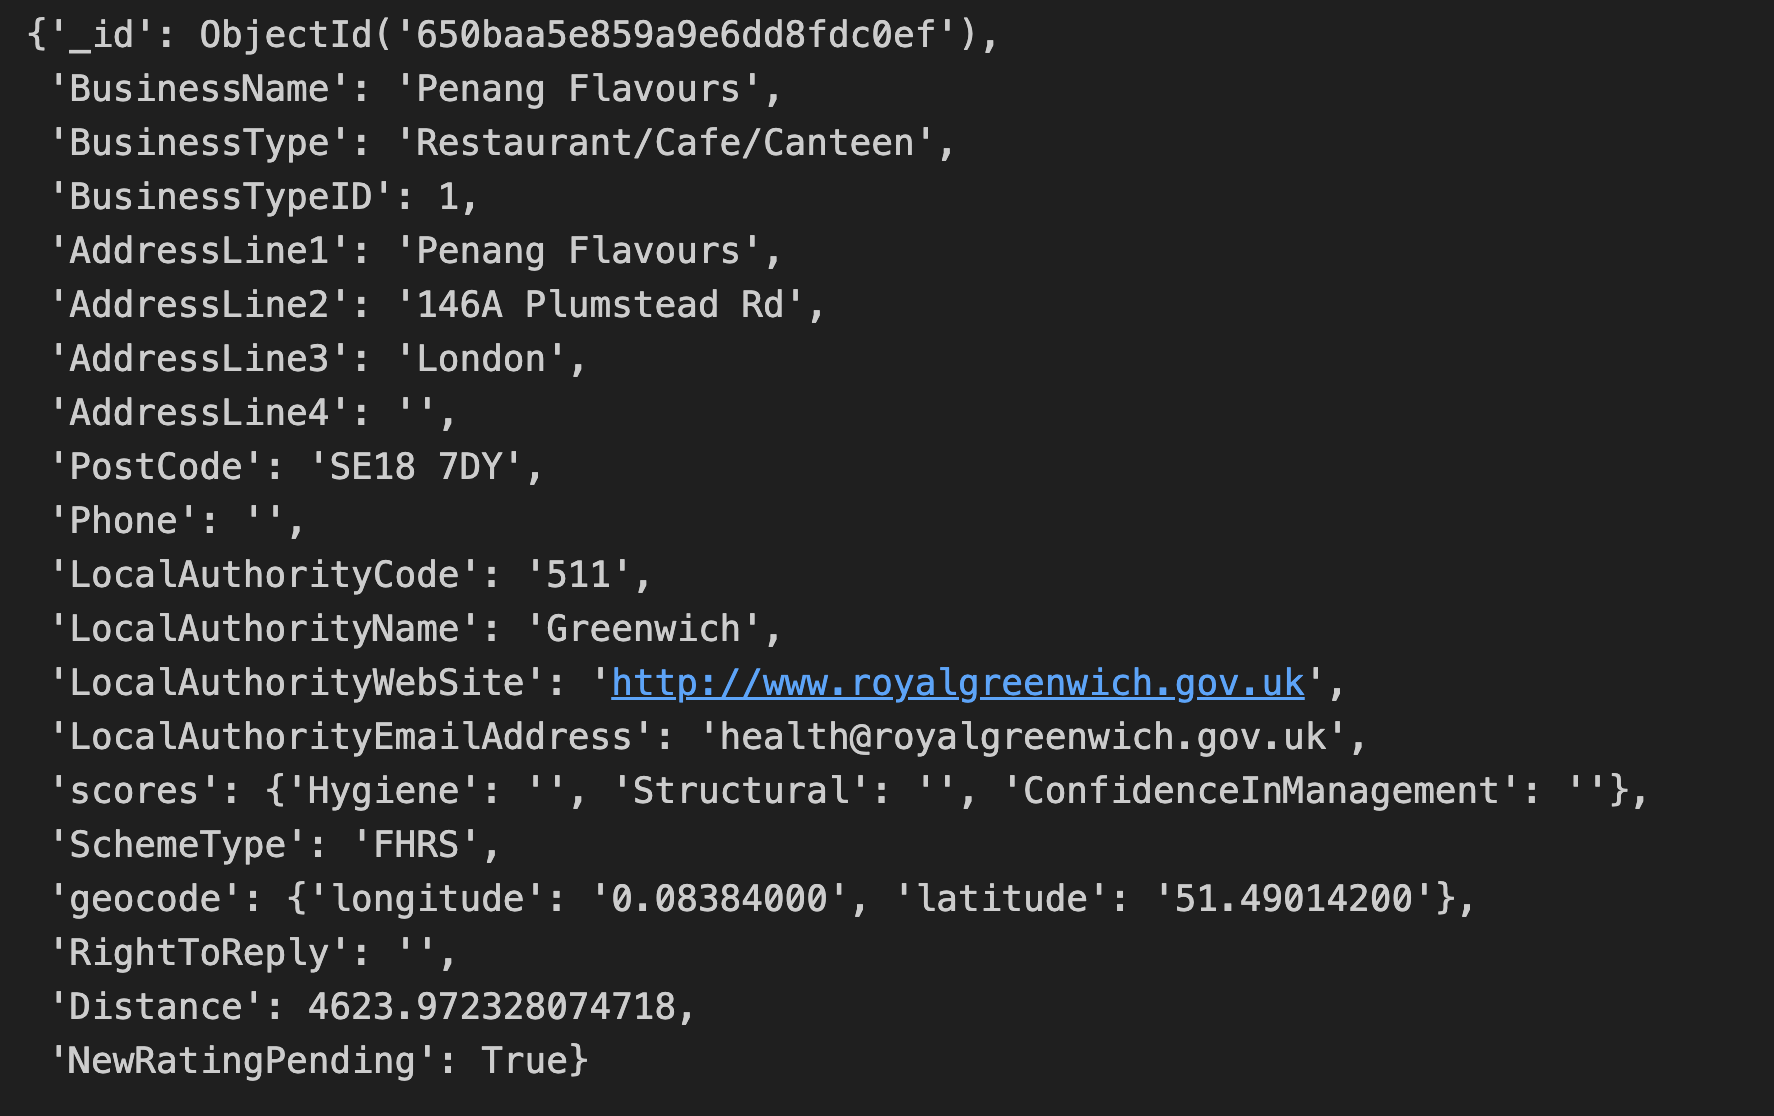 {'_id': ObjectId('650baa5e859a9e6dd8fdc0ef'),
'BusinessName': 'Penang Flavours',
'BusinessType': 'Restaurant/Cafe/Canteen',
'BusinessTypeID': 1,
'AddressLine1': 'Penang Flavours',
'AddressLine2': '146A Plumstead Rd',
'AddressLine3': 'London',
'AddressLine4': '',
'PostCode': 'SE18 7DY',
'Phone': '',
'LocalAuthorityCode': '511',
'LocalAuthorityName': 'Greenwich',
'LocalAuthorityWebSite': 'http://www.royalgreenwich.gov.uk',
'LocalAuthorityEmailAddress': 'health@royalgreenwich.gov.uk',
'scores': {'Hygiene': '', 'Structural': '', 'ConfidenceInManagement': ''},
'SchemeType': 'FHRS',
'geocode': {'longitude': '0.08384000', 'latitude': '51.49014200'},
'RightToReply': '',
'Distance': 4623.972328074718,
'NewRatingPending': True}